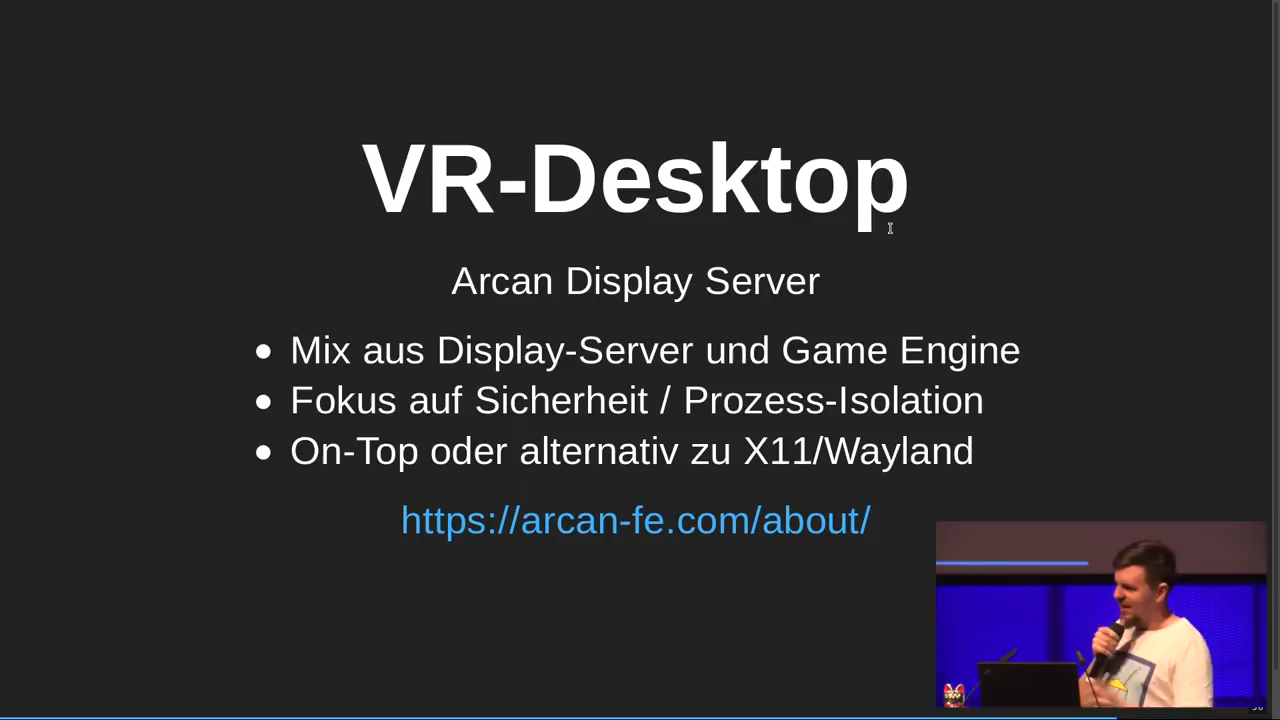 VR-Desktop
Arcan Display Server
Mix aus Display-Server und Game Engine
Fokus auf Sicherheit / Prozess-Isolation
On-Top oder alternativ zu X11/Wayland
https://arcan-fe.com/about/